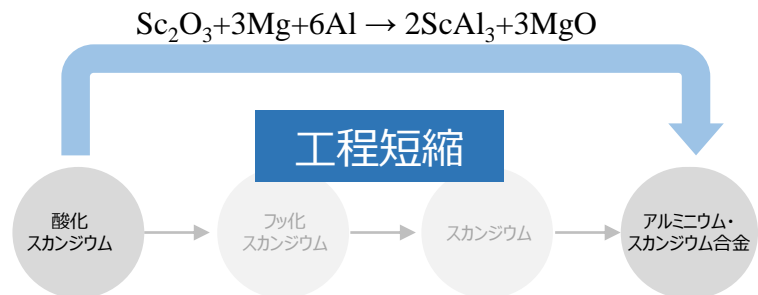 Sc₂O₃+3Mg+6Al → 2ScAl₃+3MgO
工程短縮
酸化
スカンジウム
フッ化
スカンジウム
スカンジウム
アルミニウム・
スカンジウム合金